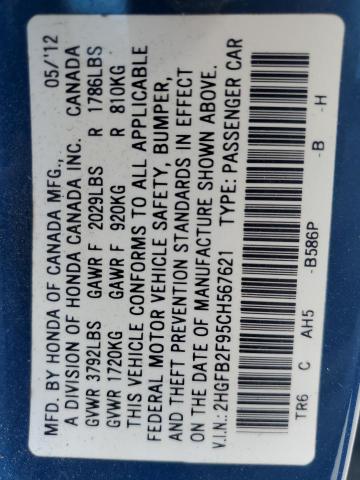 MFD. BY HONDA OF CANADA MFG., 05/'12
A DIVISION OF HONDA CANADA INC. CANADA
GVWR 3792LBS GAWR F 2029LBS R 1786LBS
GVWR 1720KG GAWR F 920KG R 810KG
THIS VEHICLE CONFORMS TO ALL APPLICABLE
FEDERAL MOTOR VEHICLE SAFETY, BUMPER,
AND THEFT PREVENTION STANDARDS IN EFFECT
ON THE DATE OF MANUFACTURE SHOWN ABOVE.
V.I.N.: 2HGFB2F95CH567621 TYPE: PASSENGER CAR
TR6 C AH5 -B586P -B -H